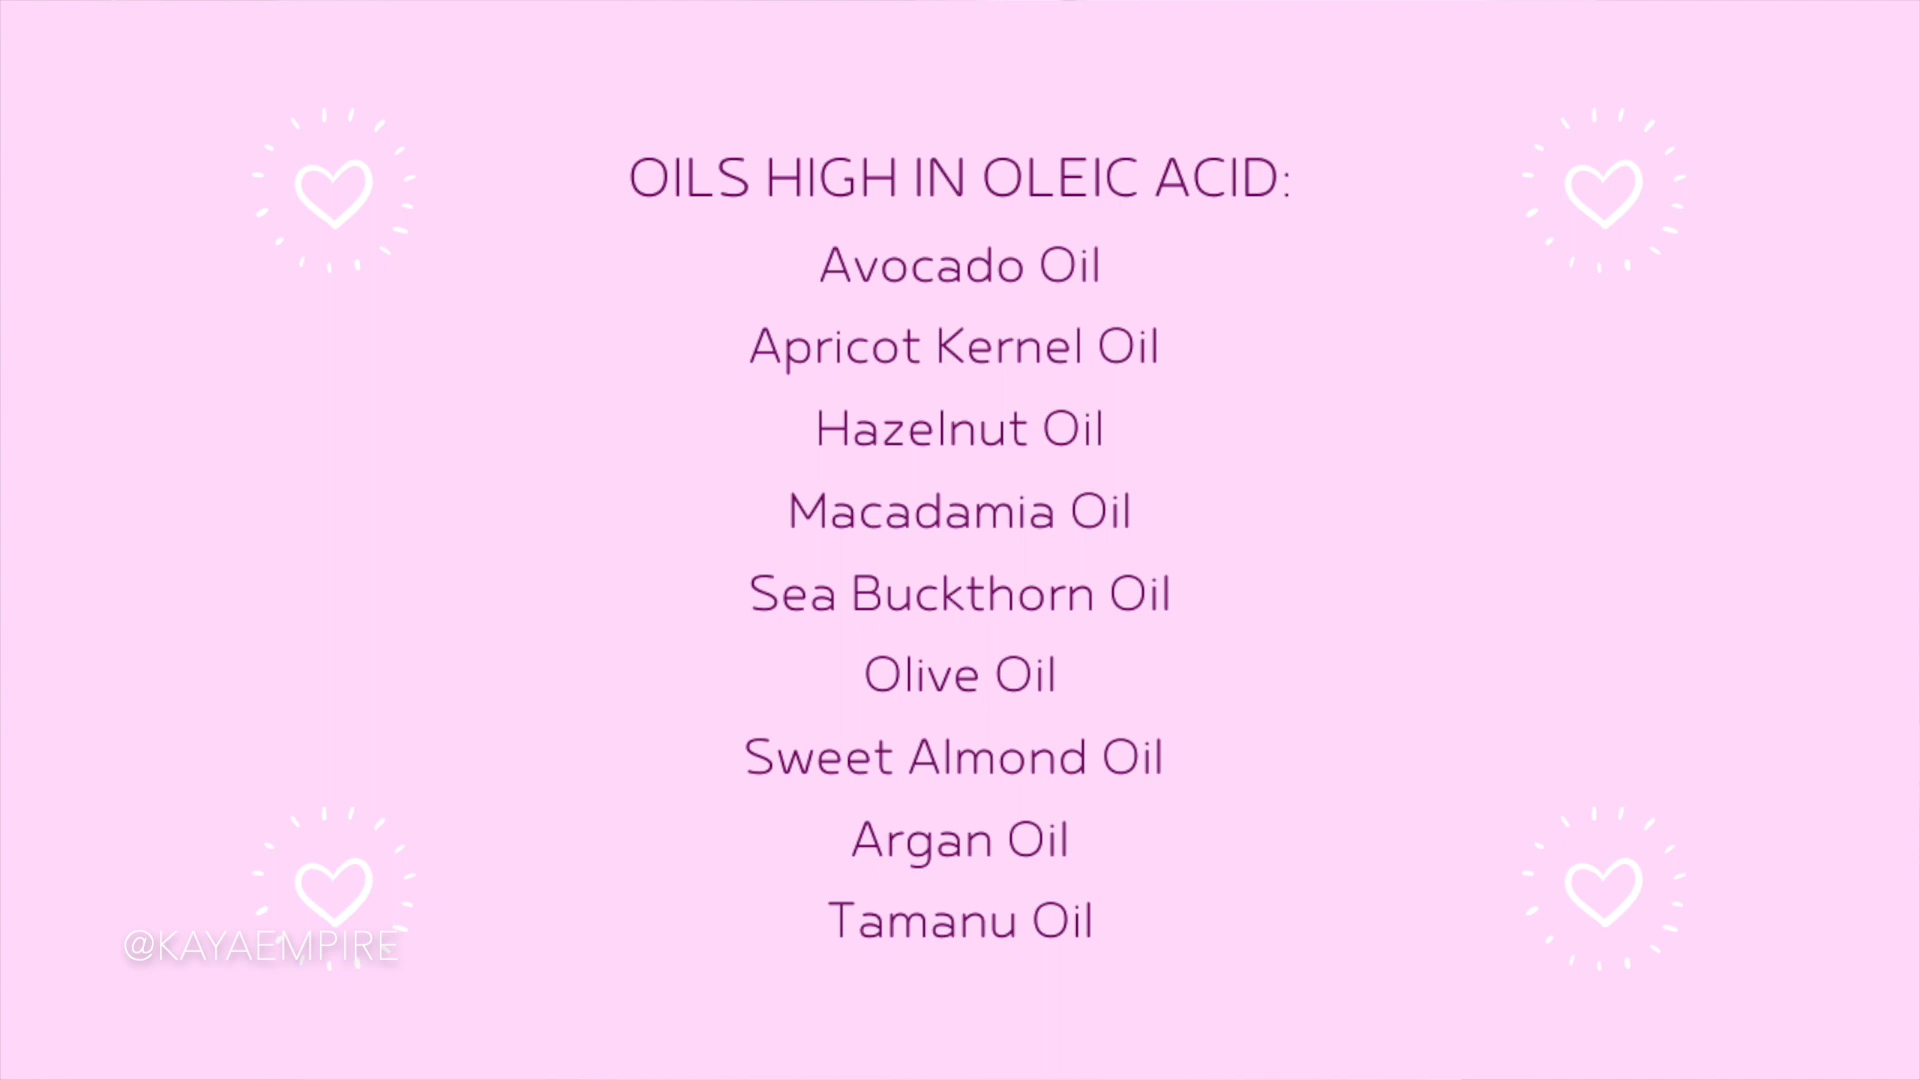 OILS HIGH IN OLEIC ACID:
Avocado Oil
Apricot Kernel Oil
Hazelnut Oil
Macadamia Oil
Sea Buckthorn Oil
Olive Oil
Sweet Almond Oil
Argan Oil
Tamanu Oil
@KAYAEMPIRE